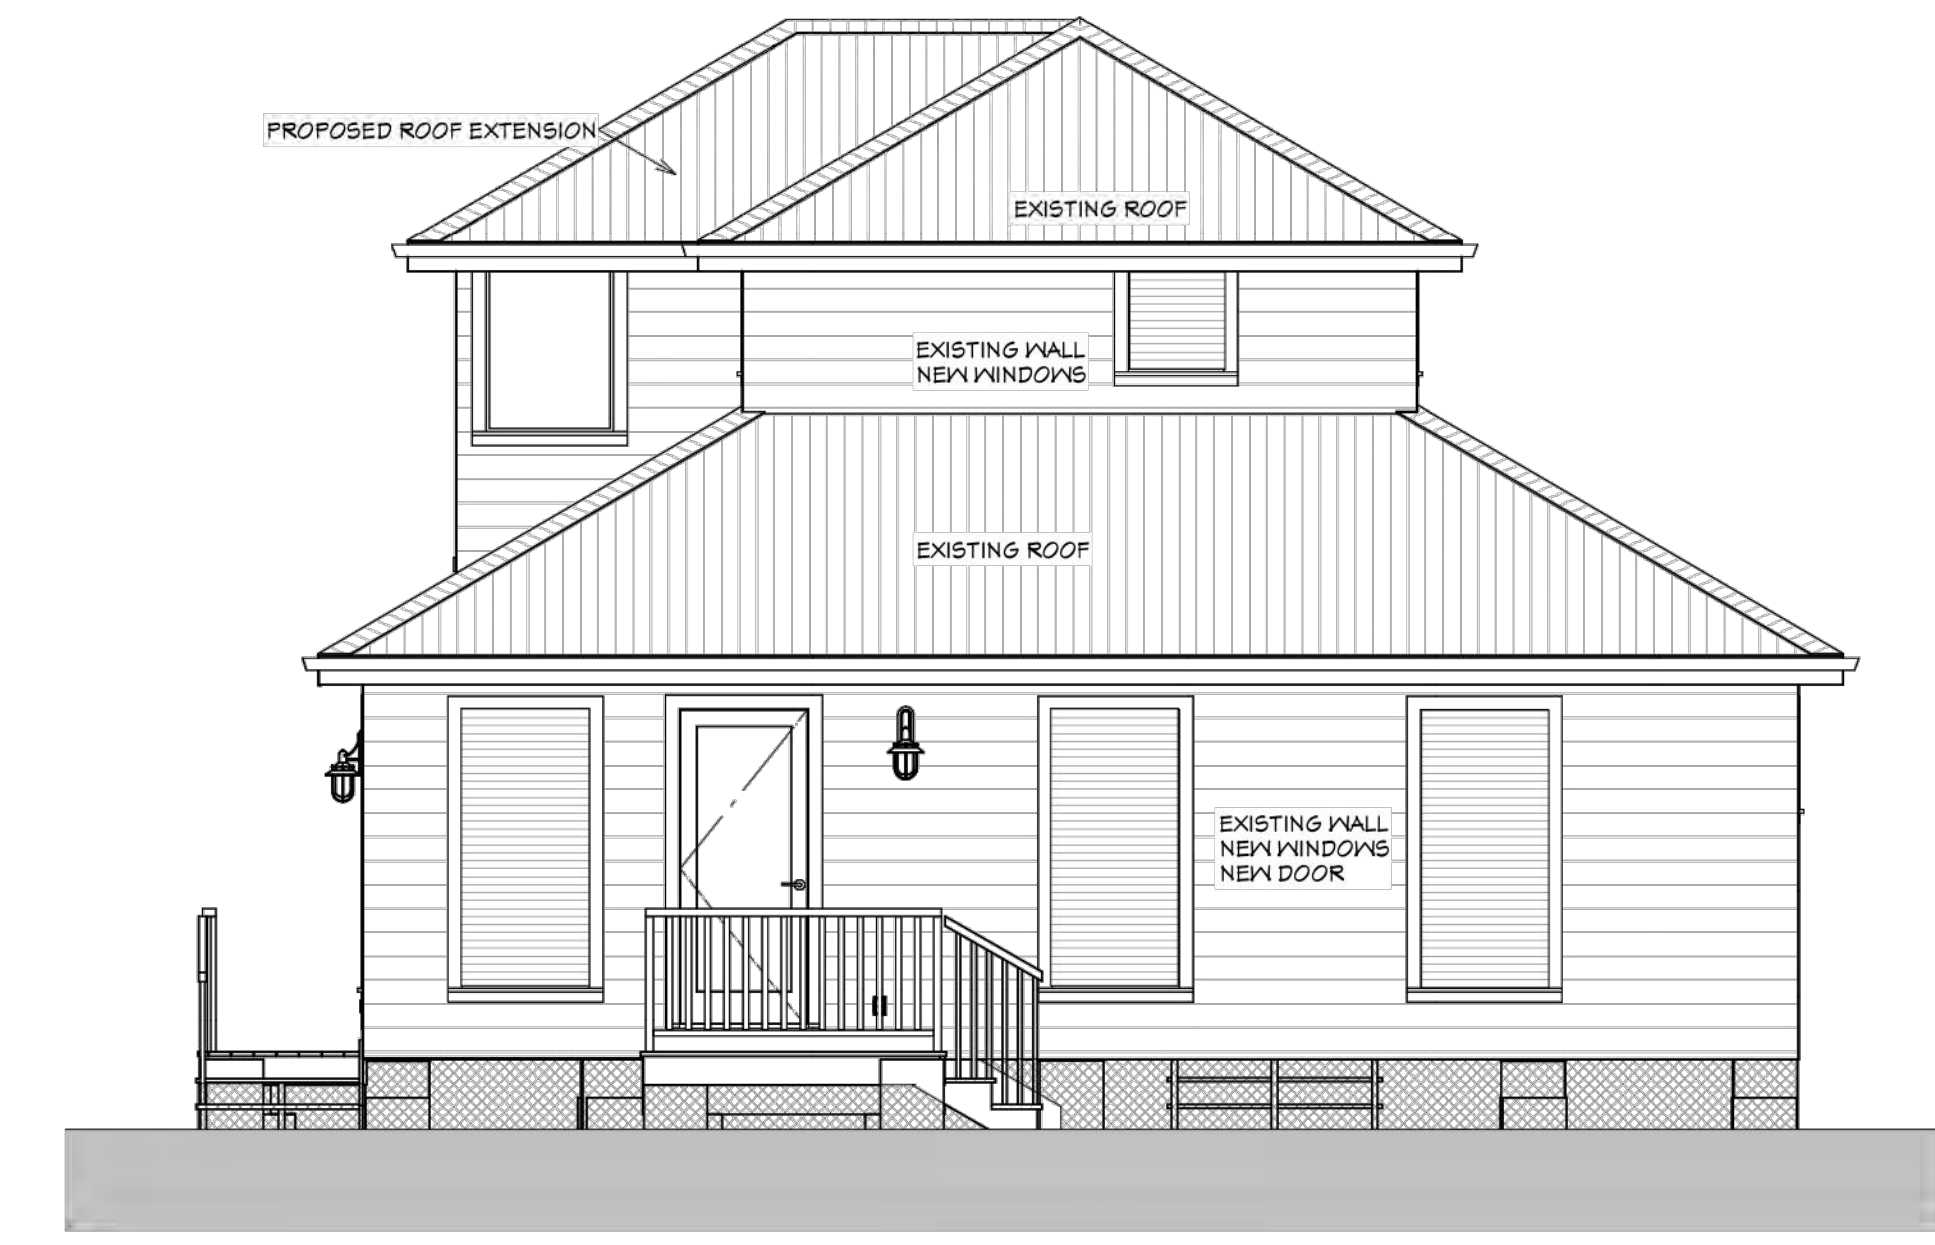 PROPOSED ROOF EXTENSION
EXISTING ROOF
EXISTING WALL
NEW WINDOWS
EXISTING ROOF
EXISTING WALL
NEW WINDOWS
NEW DOOR